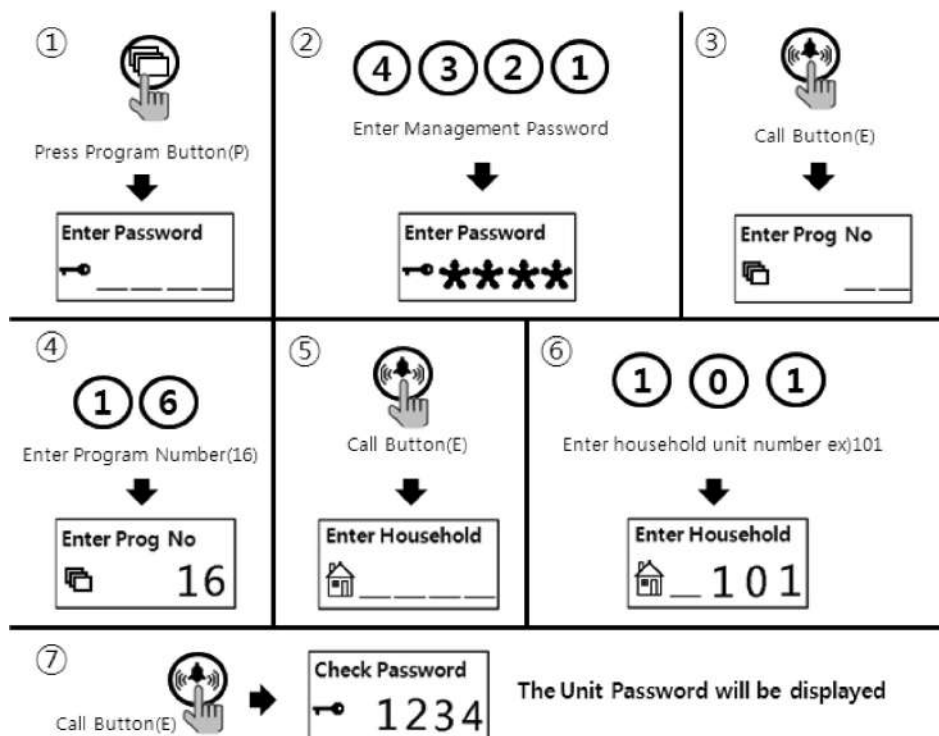 ①
Press Program Button(P)
Enter Password
②
4 3 2 1
Enter Management Password
Enter Password
③
Call Button(E)
Enter Prog No
④
1 6
Enter Program Number(16)
Enter Prog No
16
⑤
Call Button(E)
Enter Household
⑥
1 0 1
Enter household unit number ex)101
Enter Household
_ 1 0 1
⑦
Call Button(E)
Check Password
1234
The Unit Password will be displayed